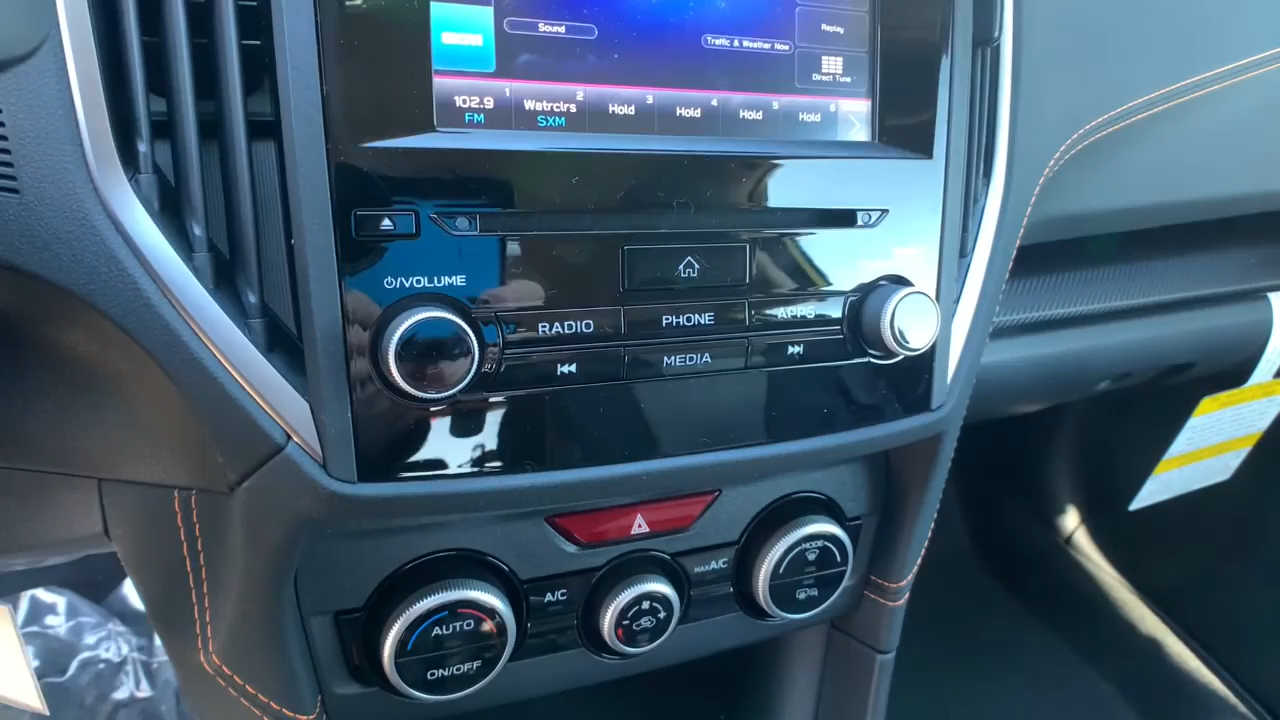 Sound
Traffic & Weather Now
Replay
Direct Tune
102.9
1
FM
Watrclrs
2
SXM
Hold
3
Hold
4
Hold
5
Hold
6
/VOLUME
RADIO
PHONE
APPS
MEDIA
A/C
MAX A/C
MODE
AUTO
ON/OFF